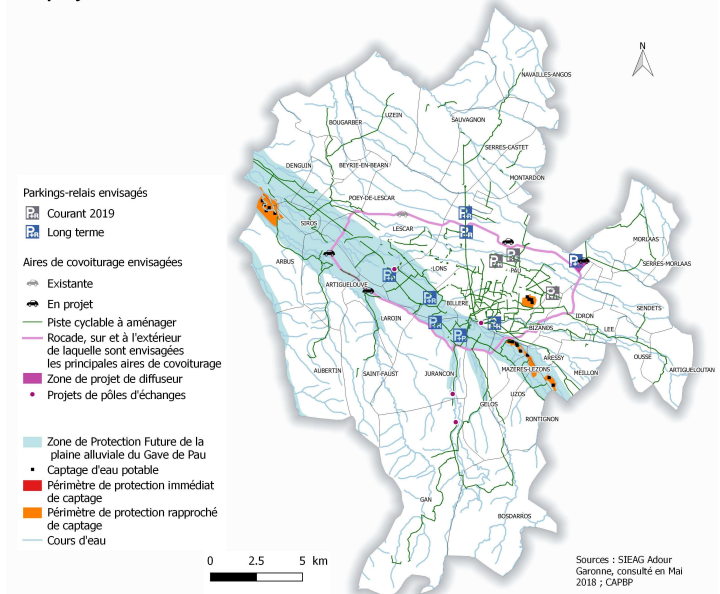 N
NAVAILLES-ANGOS
UZEIN
BOUGARBER
SAUVAGNON
SERRES-CASTET
DENGUIN
BEYRIE-EN-BEARN
MONTARDON
Parkings-relais envisagés
P+R Courant 2019
P+R Long terme
Aires de covoiturage envisagées
Existante
En projet
Piste cyclable à aménager
Rocade, sur et à l'extérieur
de laquelle sont envisagées
les principales aires de covoiturage
Zone de projet de diffuseur
Projets de pôles d'échanges
Zone de Protection Future de la
plaine alluviale du Gave de Pau
Captage d'eau potable
Périmètre de protection immédiat
de captage
Périmètre de protection rapproché
de captage
Cours d'eau
POEY-DE-LESCAR
SIROS
LESCAR
MORLAAS
ARBUS
SERRES-MORLAAS
LONS
PAU
ARTIGUELOUVE
BILLERE
SENDETS
LAROIN
IDRON
BIZANOS
LEE
OUSSE
ARESSY
AUBERTIN
SAINT-FAUST
JURANCON
MAZERES-LEZONS
MEILLON
ARTIGUELOUTAN
UZOS
GELOS
RONTIGNON
GAN
BOSDARROS
0 2.5 5 km
Sources : SIEAG Adour
Garonne, consulté en Mai
2018 ; CAPBP